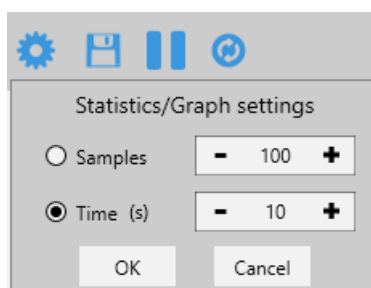 Statistics/Graph settings
Samples - 100 +
Time (s) - 10 +
OK Cancel